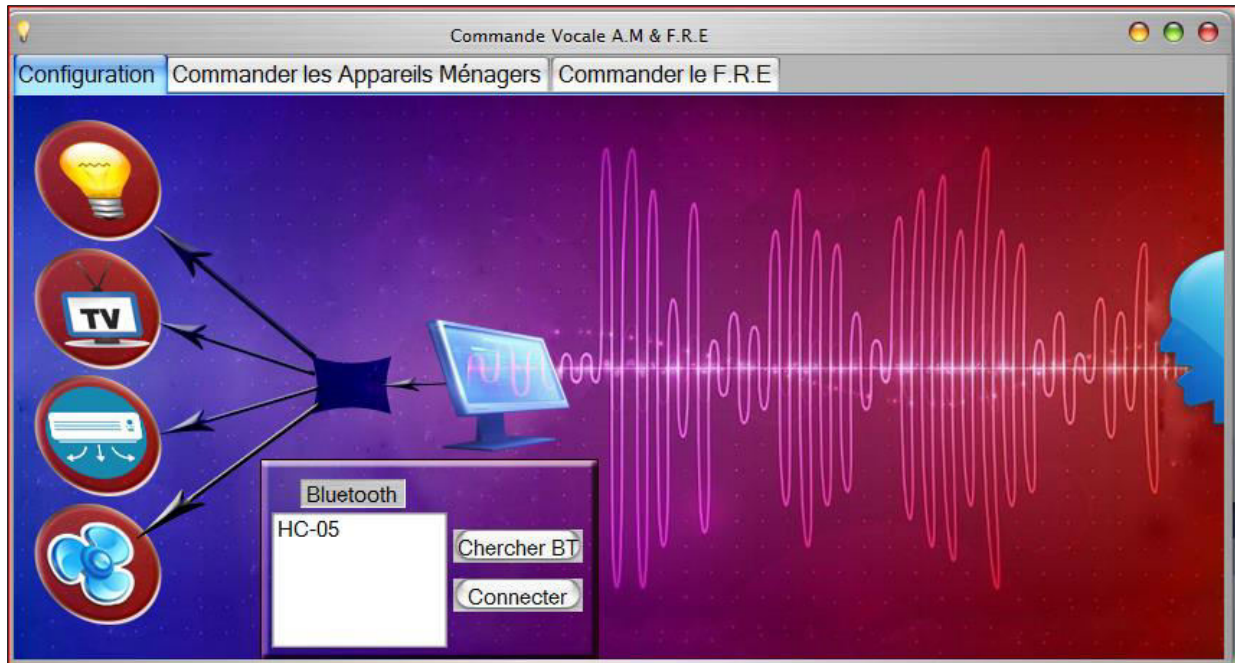 Commande Vocale A.M & F.R.E
Configuration
Commander les Appareils Ménagers
Commander le F.R.E
TV
Bluetooth
HC-05
Chercher BT
Connecter